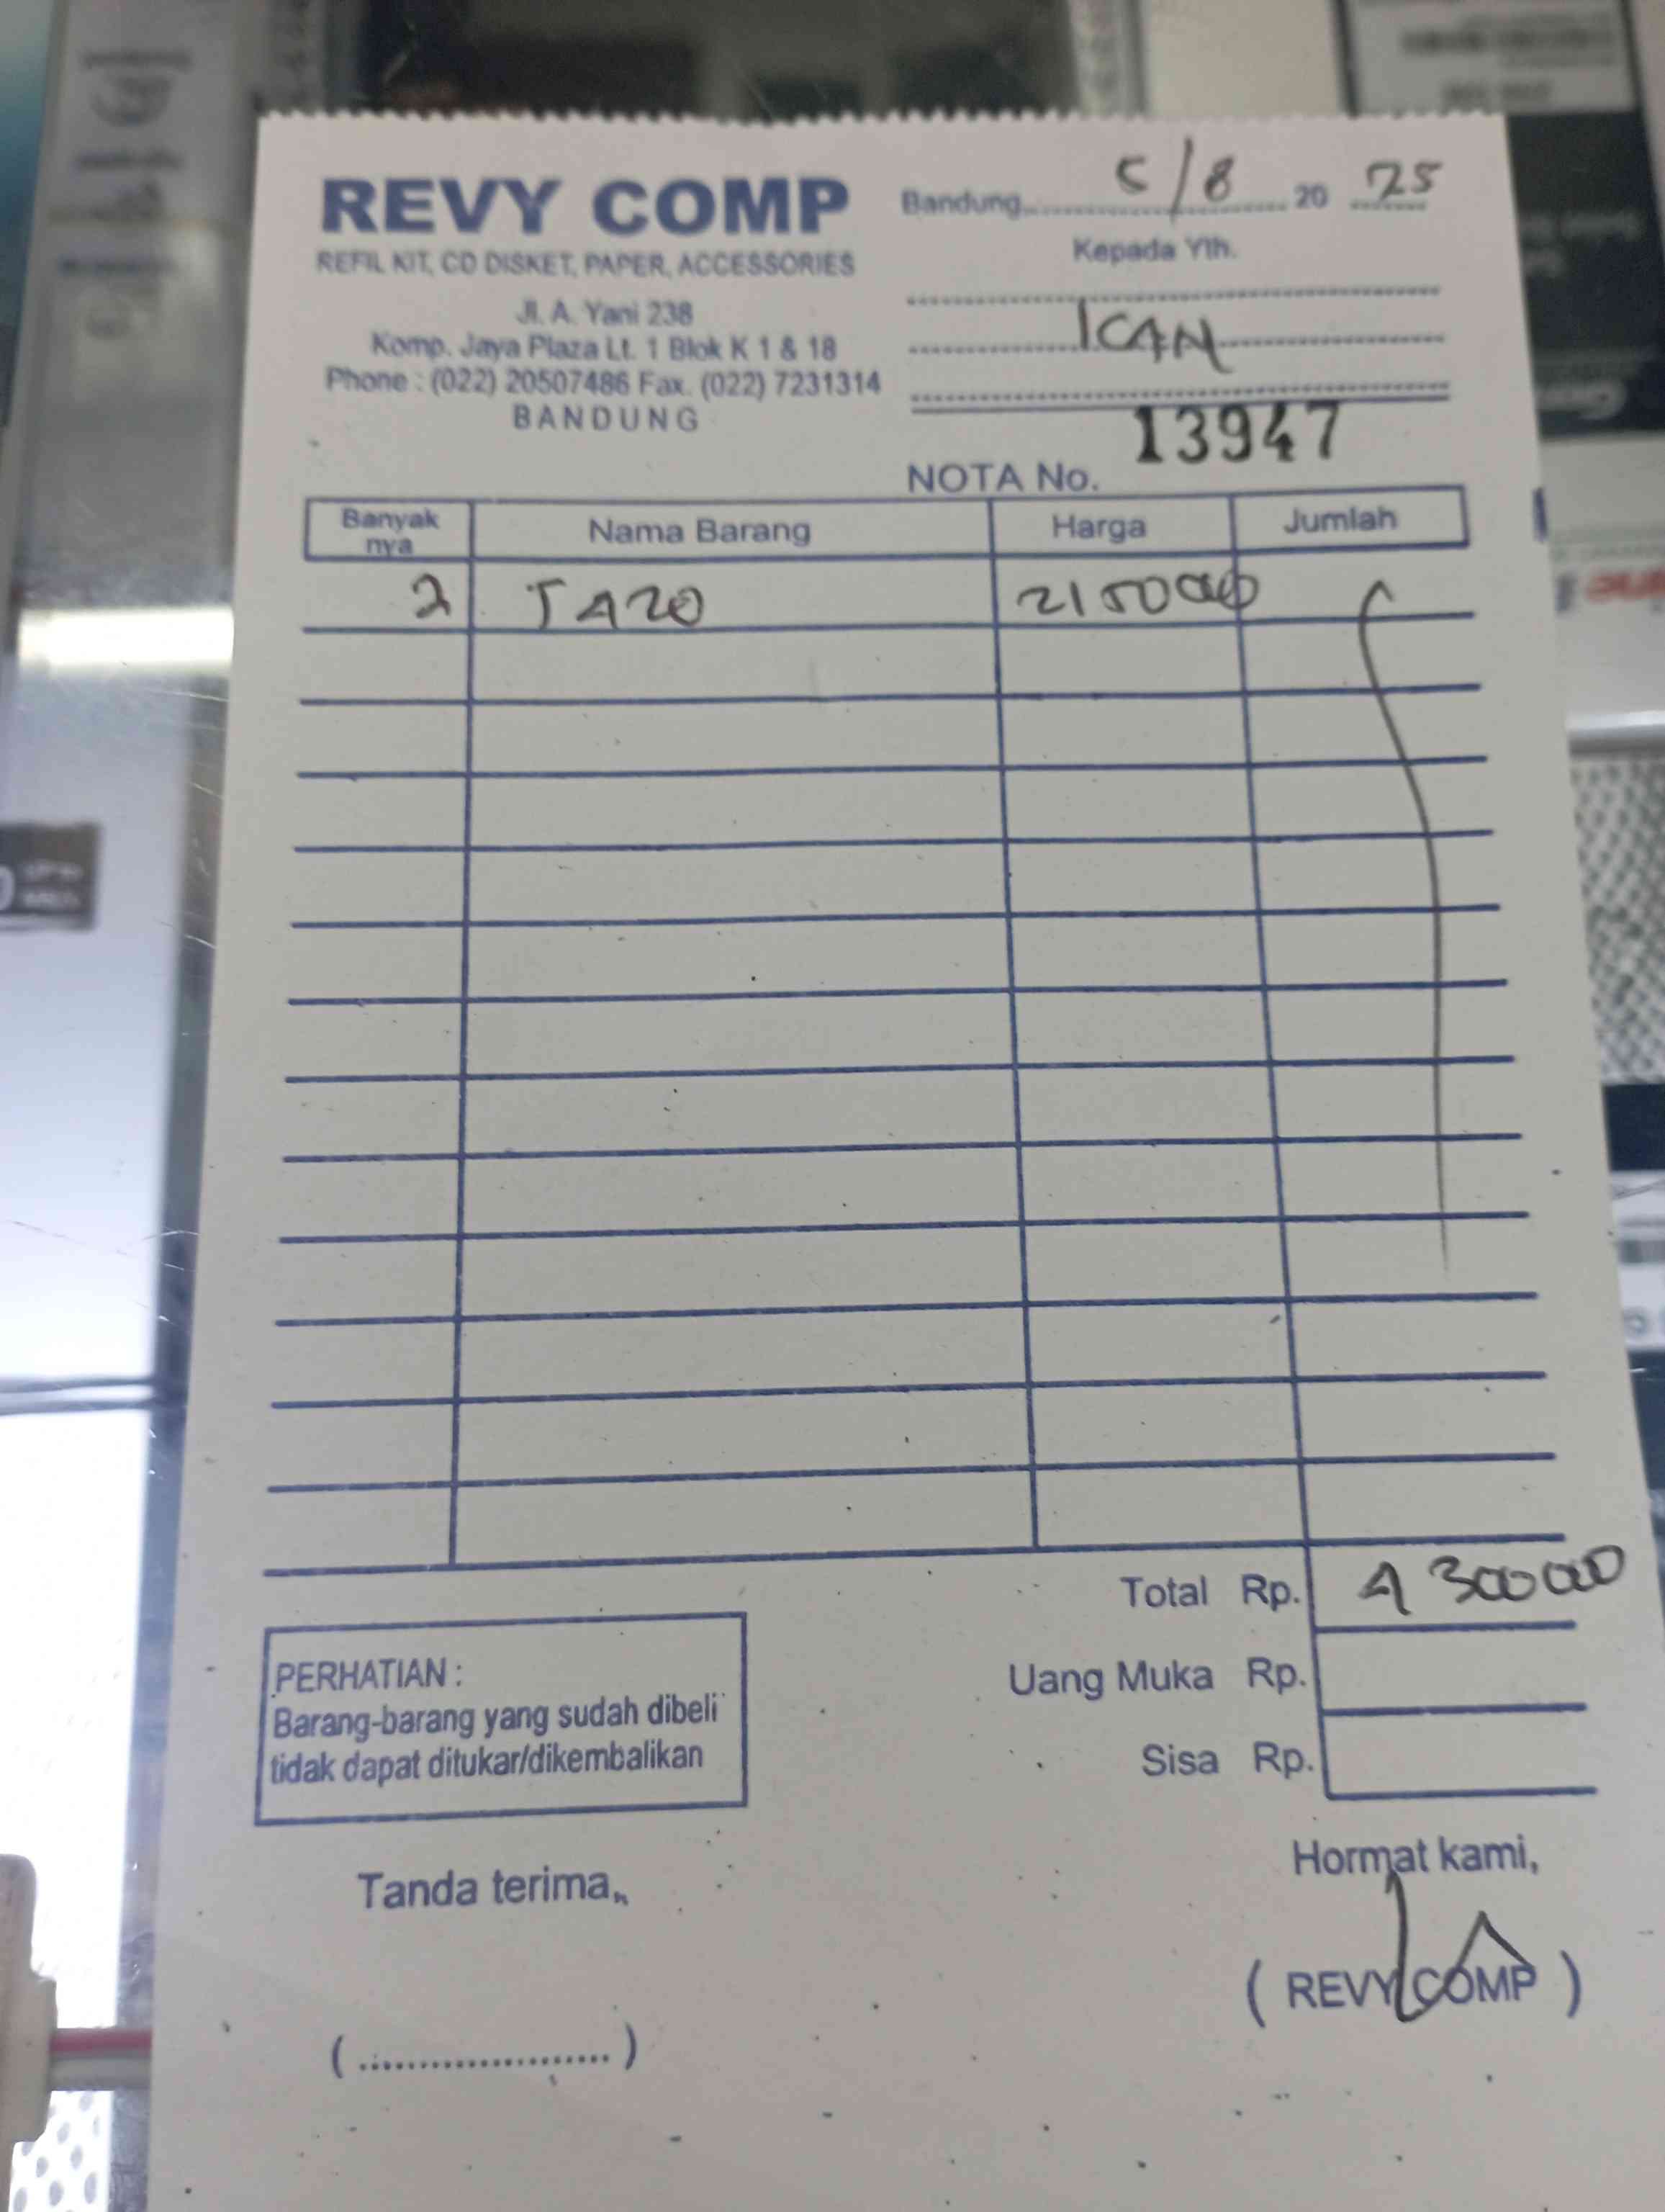 REVY COMP
REFIL KIT, CD DISKET, PAPER, ACCESSORIES
Jl. A. Yani 238
Komp. Jaya Plaza Lt. 1 Blok K 1 & 18
Phone : (022) 20507486 Fax. (022) 7231314
BANDUNG
Bandung, 5/8 20 25
Kepada Yth.
ICAN
NOTA No. 13947
Banyak nya Nama Barang Harga Jumlah
2 TA20 2150000
Total Rp. 4300000
Uang Muka Rp.
Sisa Rp.
PERHATIAN :
Barang-barang yang sudah dibeli
tidak dapat ditukar/dikembalikan
Tanda terima,
Hormat kami,
(....................)
( REVY COMP )